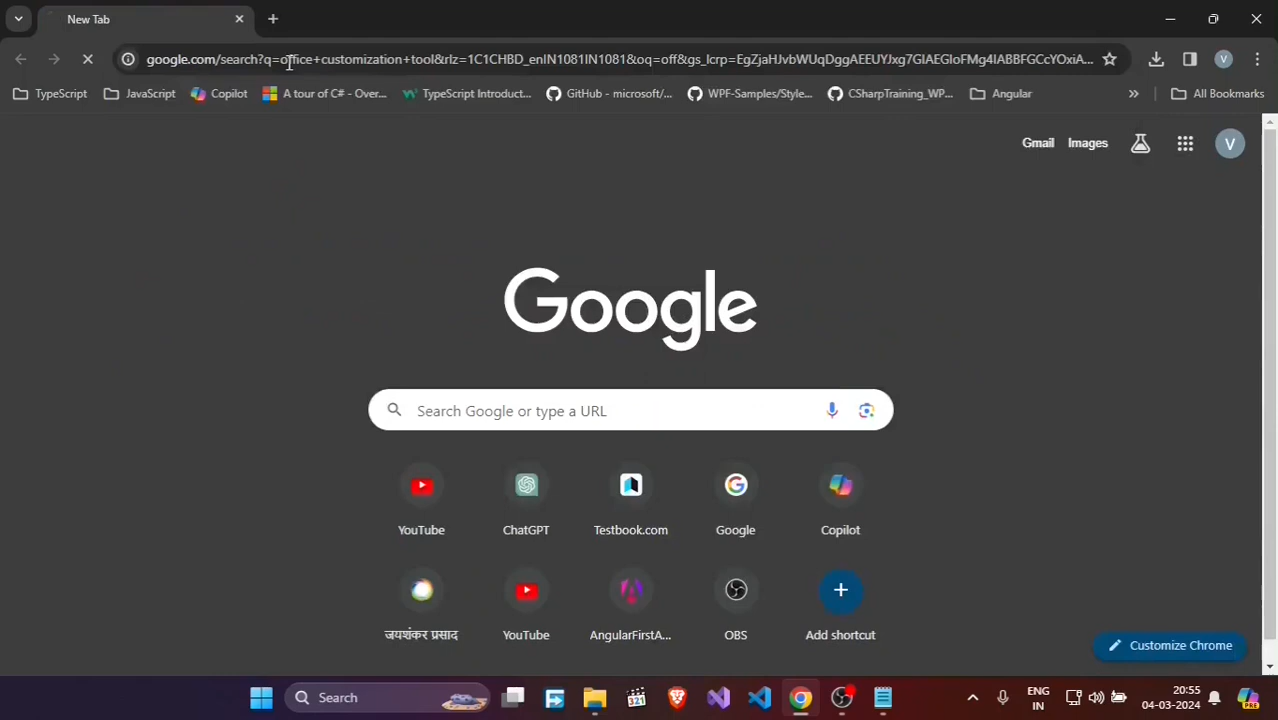 New Tab
google.com/search?q=office+customization+tool&rlz=1C1CHBD_enIN1081IN1081&oq=off&gs_lcrp=EgZjaHJvbWUqDggAEEUYJxg7GIAEGIoFMg4IABBFGCcYOxiA...
TypeScript JavaScript Copilot A tour of C# - Over... TypeScript Introduct... GitHub - microsoft/... WPF-Samples/Style... CSharpTraining_WP... Angular » All Bookmarks
Gmail Images V
Google
Search Google or type a URL
YouTube ChatGPT Testbook.com Google Copilot
जयशंकर प्रसाद YouTube AngularFirstA... OBS Add shortcut
Customize Chrome
Search
321
ENG
IN
20:55
04-03-2024
PRE